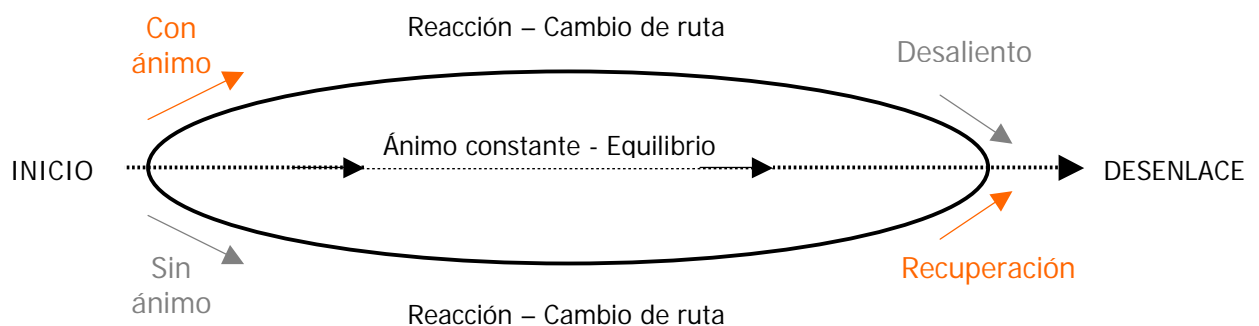 Con
ánimo
Reacción – Cambio de ruta
Desaliento
Ánimo constante - Equilibrio
INICIO
DESENLACE
Sin
ánimo
Recuperación
Reacción – Cambio de ruta